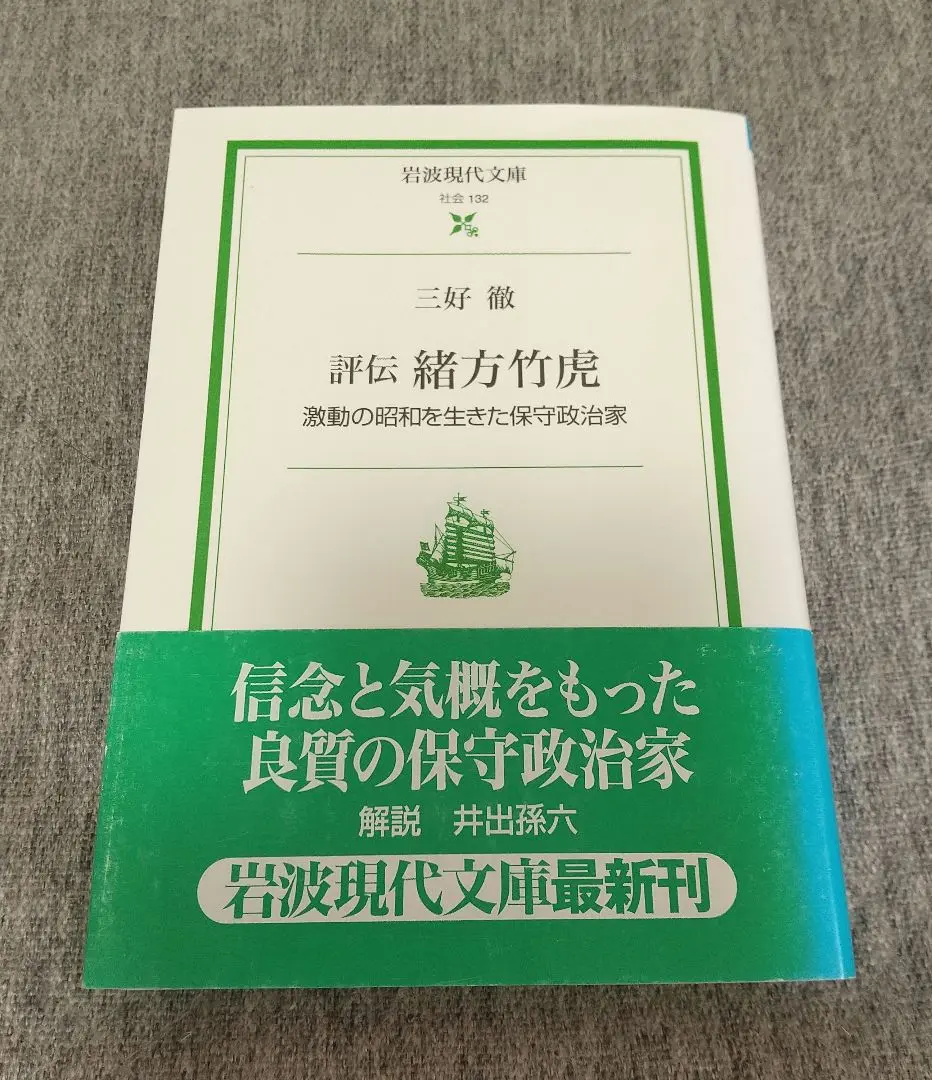 岩波現代文庫
社会 132
三好 徹
評伝 緒方竹虎
激動の昭和を生きた保守政治家
信念と気概をもった
良質の保守政治家
解説 井出孫六
岩波現代文庫最新刊